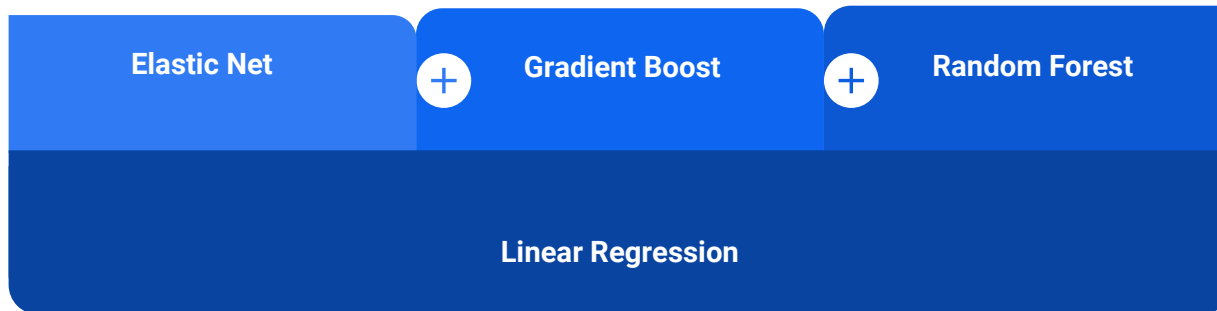 Elastic Net
+
Gradient Boost
+
Random Forest
Linear Regression